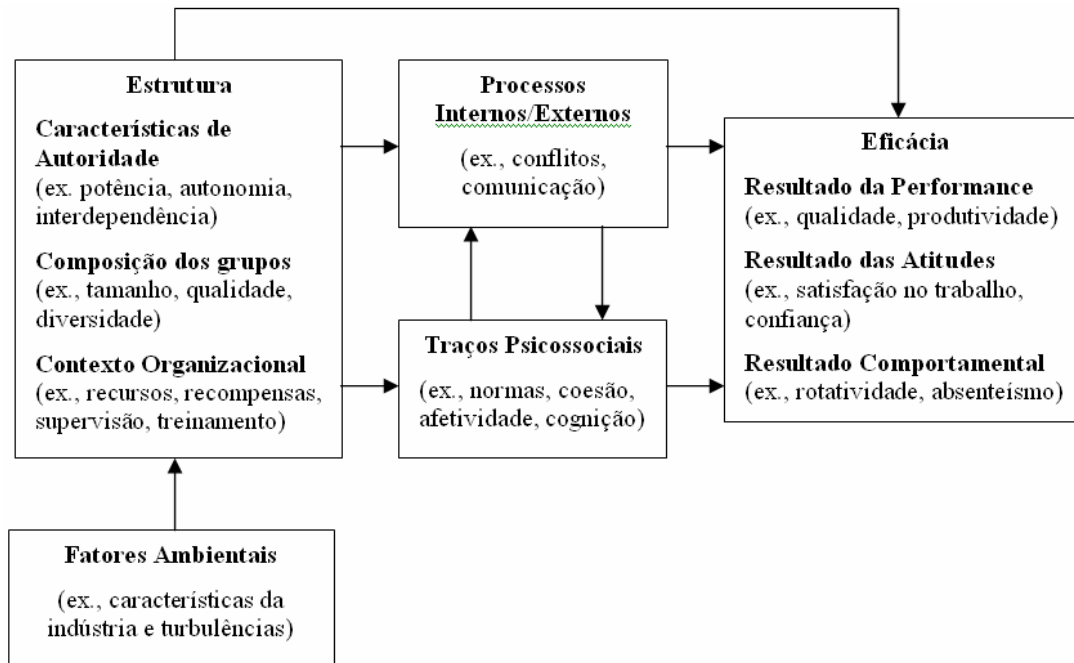 Estrutura
Características de
Autoridade
(ex. potência, autonomia,
interdependência)
Composição dos grupos
(ex., tamanho, qualidade,
diversidade)
Contexto Organizacional
(ex., recursos, recompensas,
supervisão, treinamento)
Processos
Internos/Externos
(ex., conflitos,
comunicação)
Traços Psicossociais
(ex., normas, coesão,
afetividade, cognição)
Eficácia
Resultado da Performance
(ex., qualidade, produtividade)
Resultado das Atitudes
(ex., satisfação no trabalho,
confiança)
Resultado Comportamental
(ex., rotatividade, absenteísmo)
Fatores Ambientais
(ex., características da
indústria e turbulências)